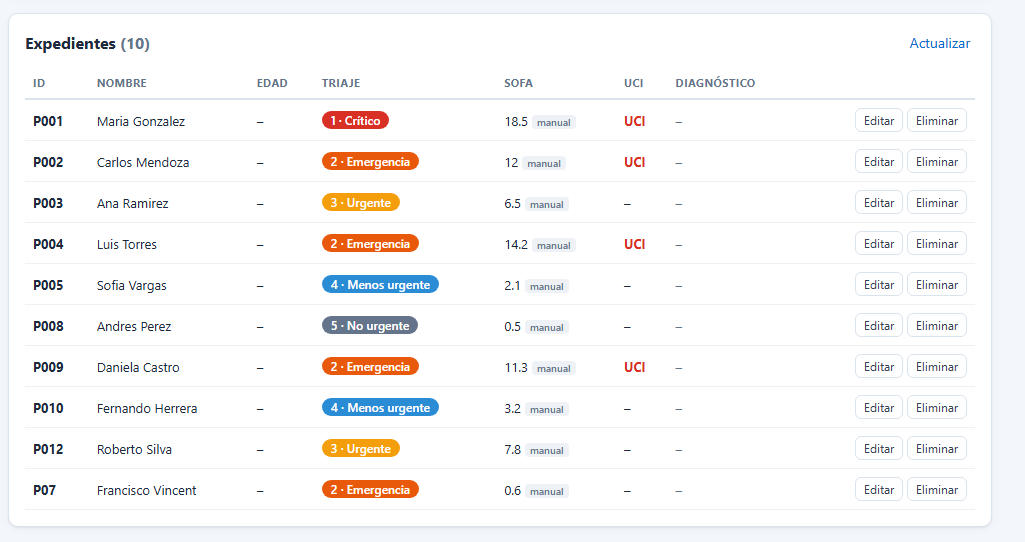 Expedientes (10) Actualizar
ID NOMBRE EDAD TRIAJE SOFA UCI DIAGNÓSTICO
P001 Maria Gonzalez – 1 · Crítico 18.5 manual UCI – Editar Eliminar
P002 Carlos Mendoza – 2 · Emergencia 12 manual UCI – Editar Eliminar
P003 Ana Ramirez – 3 · Urgente 6.5 manual – – Editar Eliminar
P004 Luis Torres – 2 · Emergencia 14.2 manual UCI – Editar Eliminar
P005 Sofia Vargas – 4 · Menos urgente 2.1 manual – – Editar Eliminar
P008 Andres Perez – 5 · No urgente 0.5 manual – – Editar Eliminar
P009 Daniela Castro – 2 · Emergencia 11.3 manual UCI – Editar Eliminar
P010 Fernando Herrera – 4 · Menos urgente 3.2 manual – – Editar Eliminar
P012 Roberto Silva – 3 · Urgente 7.8 manual – – Editar Eliminar
P07 Francisco Vincent – 2 · Emergencia 0.6 manual – – Editar Eliminar